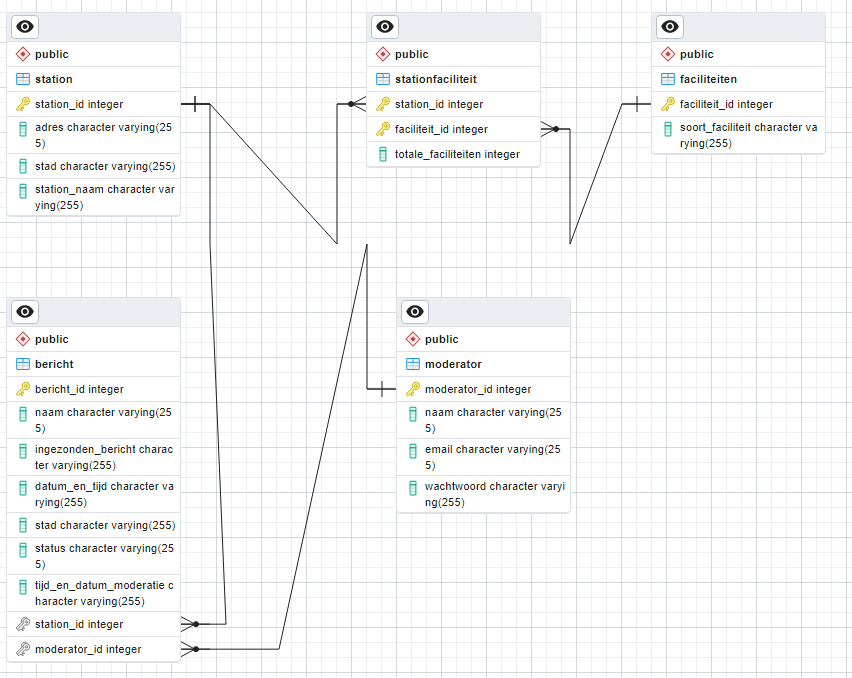 public
station
station_id integer
adres character varying(25
5)
stad character varying(255)
station_naam character var
ying(255)
public
stationfaciliteit
station_id integer
faciliteit_id integer
totale_faciliteiten integer
public
faciliteiten
faciliteit_id integer
soort_faciliteit character va
rying(255)
public
bericht
bericht_id integer
naam character varying(25
5)
ingezonden_bericht charac
ter varying(255)
datum_en_tijd character va
rying(255)
stad character varying(255)
status character varying(25
5)
tijd_en_datum_moderatie c
haracter varying(255)
station_id integer
moderator_id integer
public
moderator
moderator_id integer
naam character varying(25
5)
email character varying(25
5)
wachtwoord character varyi
ng(255)